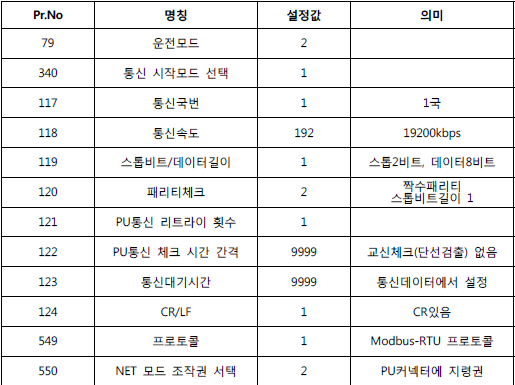 Pr.No 명칭 설정값 의미
79 운전모드 2
340 통신 시작모드 선택 1
117 통신국번 1 1국
118 통신속도 192 19200kbps
119 스톱비트/데이터길이 1 스톱2비트, 데이터8비트
120 패리티체크 2 짝수패리티
스톱비트길이 1
121 PU통신 리트라이 횟수 1
122 PU통신 체크 시간 간격 9999 교신체크(단선검출) 없음
123 통신대기시간 9999 통신데이터에서 설정
124 CR/LF 1 CR있음
549 프로토콜 1 Modbus-RTU 프로토콜
550 NET 모드 조작권 서택 2 PU커넥터에 지령권